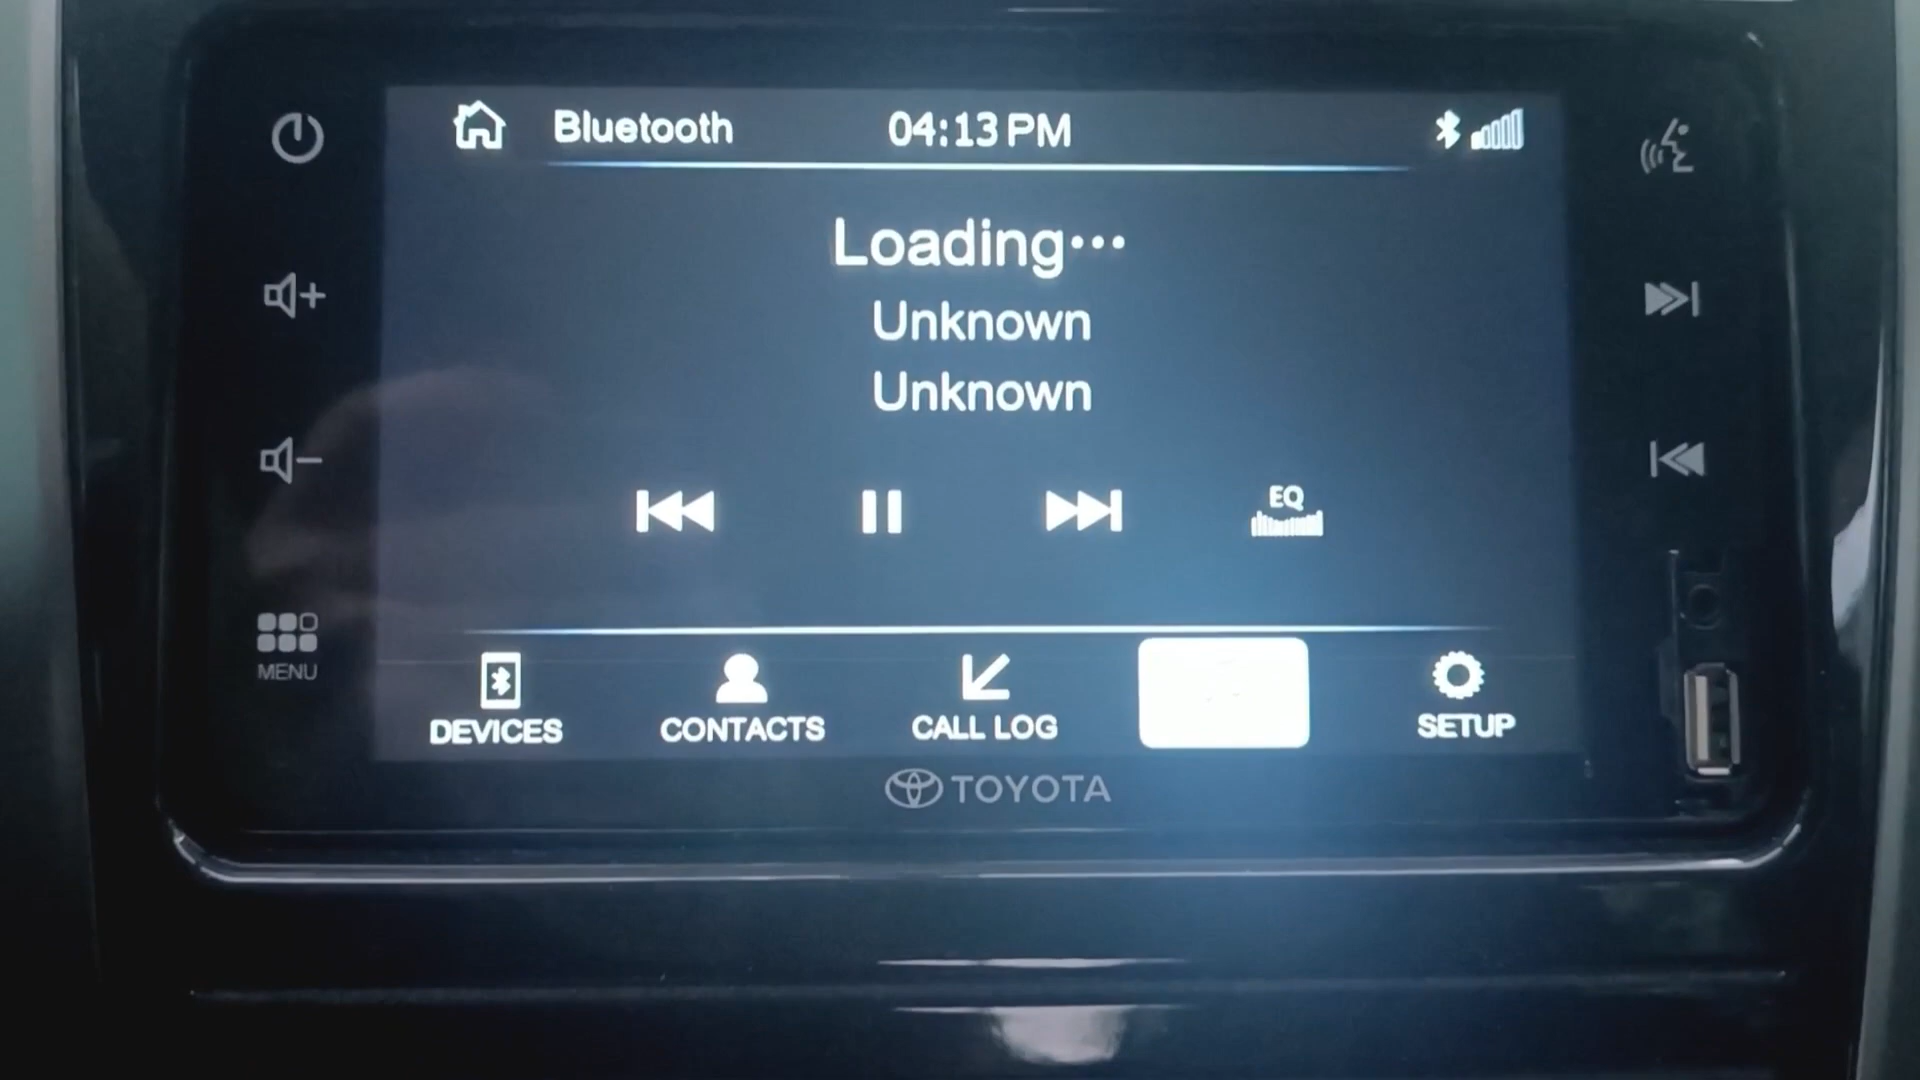 Bluetooth 04:13 PM
Loading...
Unknown
Unknown
EQ
MENU
DEVICES CONTACTS CALL LOG SETUP
TOYOTA